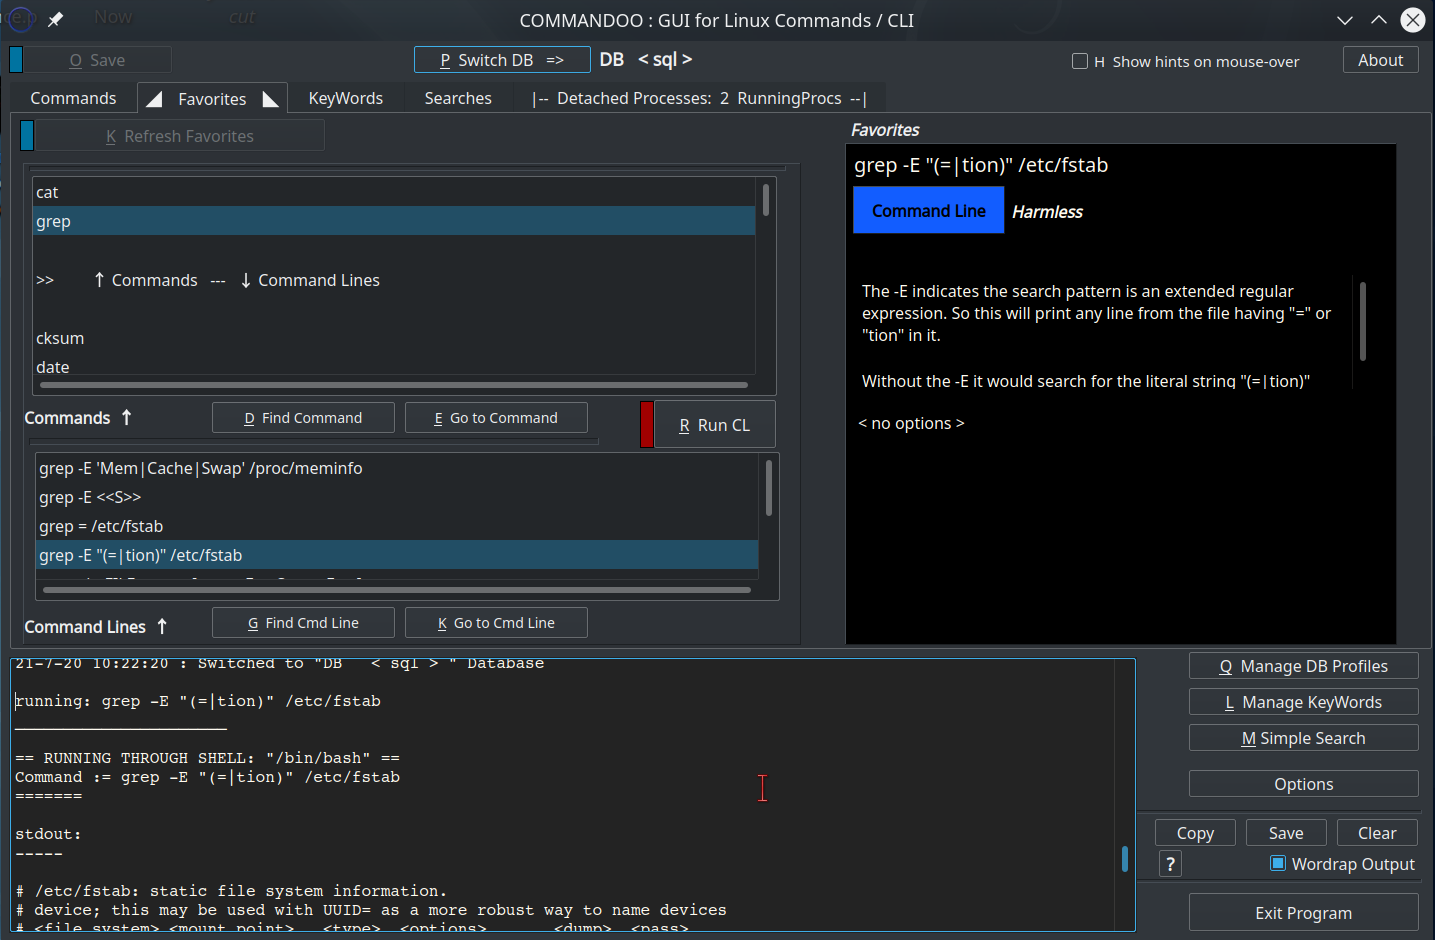 Now
cut
COMMANDOO : GUI for Linux Commands / CLI
O Save
P Switch DB =>
DB < sql >
H Show hints on mouse-over
About
Commands
Favorites
KeyWords
Searches
|-- Detached Processes: 2 RunningProcs --|
K Refresh Favorites
cat
grep
>> ↑ Commands --- ↓ Command Lines
cksum
date
Commands ↑
D Find Command
E Go to Command
R Run CL
grep -E 'Mem|Cache|Swap' /proc/meminfo
grep -E <<S>>
grep = /etc/fstab
grep -E "(=|tion)" /etc/fstab
Command Lines ↑
G Find Cmd Line
K Go to Cmd Line
Favorites
grep -E "(=|tion)" /etc/fstab
Command Line
Harmless
The -E indicates the search pattern is an extended regular
expression. So this will print any line from the file having "=" or
"tion" in it.
Without the -E it would search for the literal string "(=|tion)"
< no options >
21-7-20 10:22:20 : Switched to "DB < sql > " Database
running: grep -E "(=|tion)" /etc/fstab
== RUNNING THROUGH SHELL: "/bin/bash" ==
Command := grep -E "(=|tion)" /etc/fstab
=======
stdout:
-----
# /etc/fstab: static file system information.
# device; this may be used with UUID= as a more robust way to name devices
# <file system> <mount point> <type> <options> <dump> <pass>
Q Manage DB Profiles
L Manage KeyWords
M Simple Search
Options
Copy
Save
Clear
?
Wordrap Output
Exit Program